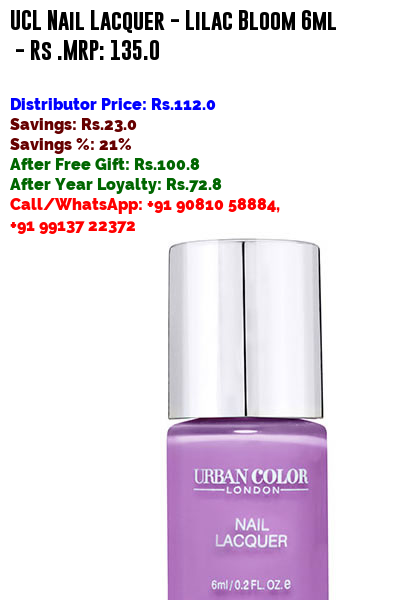 UCL Nail Lacquer - Lilac Bloom 6ml
- Rs .MRP: 135.0
Distributor Price: Rs.112.0
Savings: Rs.23.0
Savings %: 21%
After Free Gift: Rs.100.8
After Year Loyalty: Rs.72.8
Call/WhatsApp: +91 90810 58884,
+91 99137 22372
URBAN COLOR
LONDON
NAIL
LACQUER
6ml/0.2 FL. OZ. e